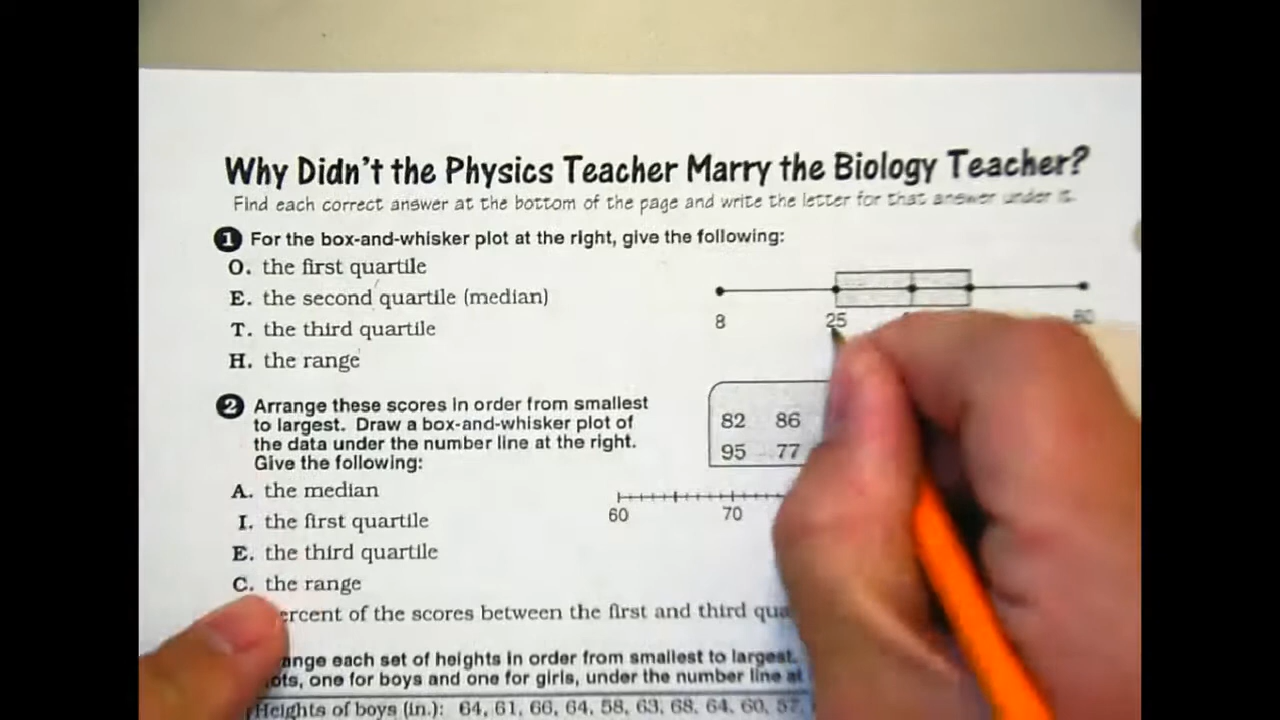 Why Didn't the Physics Teacher Marry the Biology Teacher?
Find each correct answer at the bottom of the page and write the letter for that answer under it.
1 For the box-and-whisker plot at the right, give the following:
O. the first quartile
E. the second quartile (median)
T. the third quartile
H. the range
8 25
2 Arrange these scores in order from smallest
to largest. Draw a box-and-whisker plot of
the data under the number line at the right.
Give the following:
82 86
95 77
A. the median
I. the first quartile
E. the third quartile
C. the range
60 70
ercent of the scores between the first and third qua
ange each set of heights in order from smallest to largest.
ots, one for boys and one for girls, under the number line at
Heights of boys (in.): 64, 61, 66, 64, 58, 63, 68, 64, 60, 57,